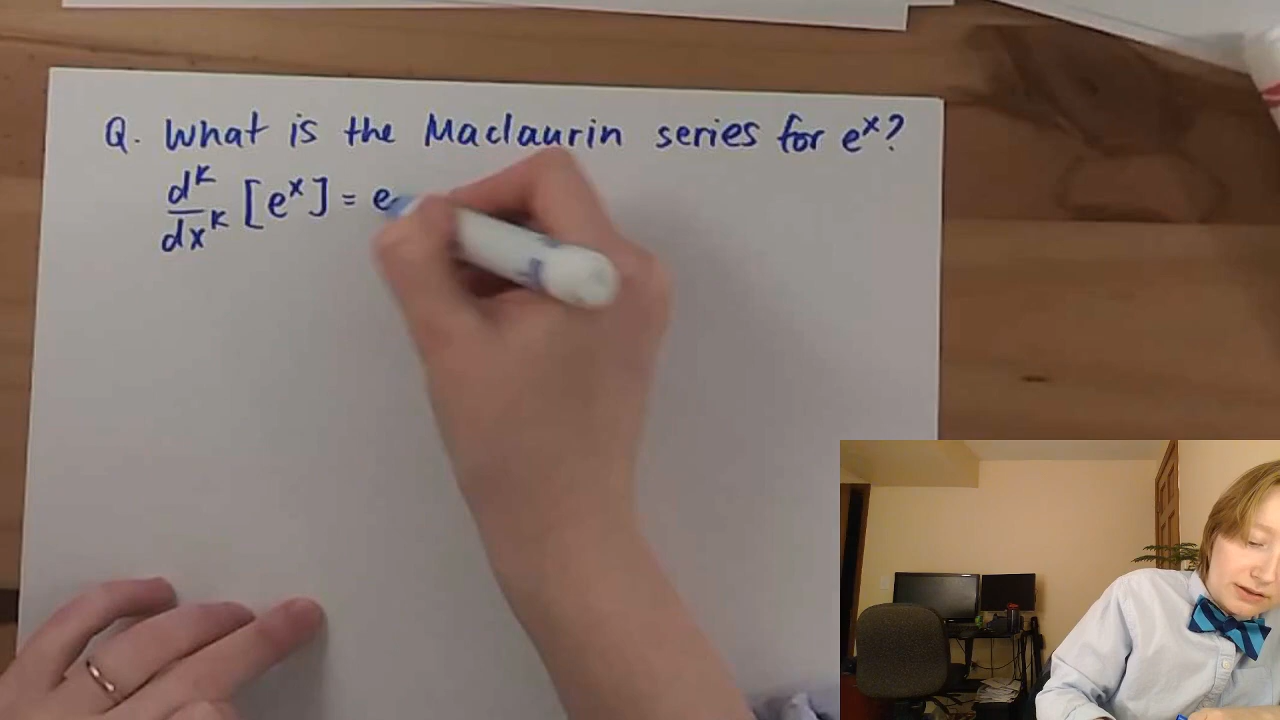 Q. What is the Maclaurin series for e^x?
d^k/dx^k [e^x] = e